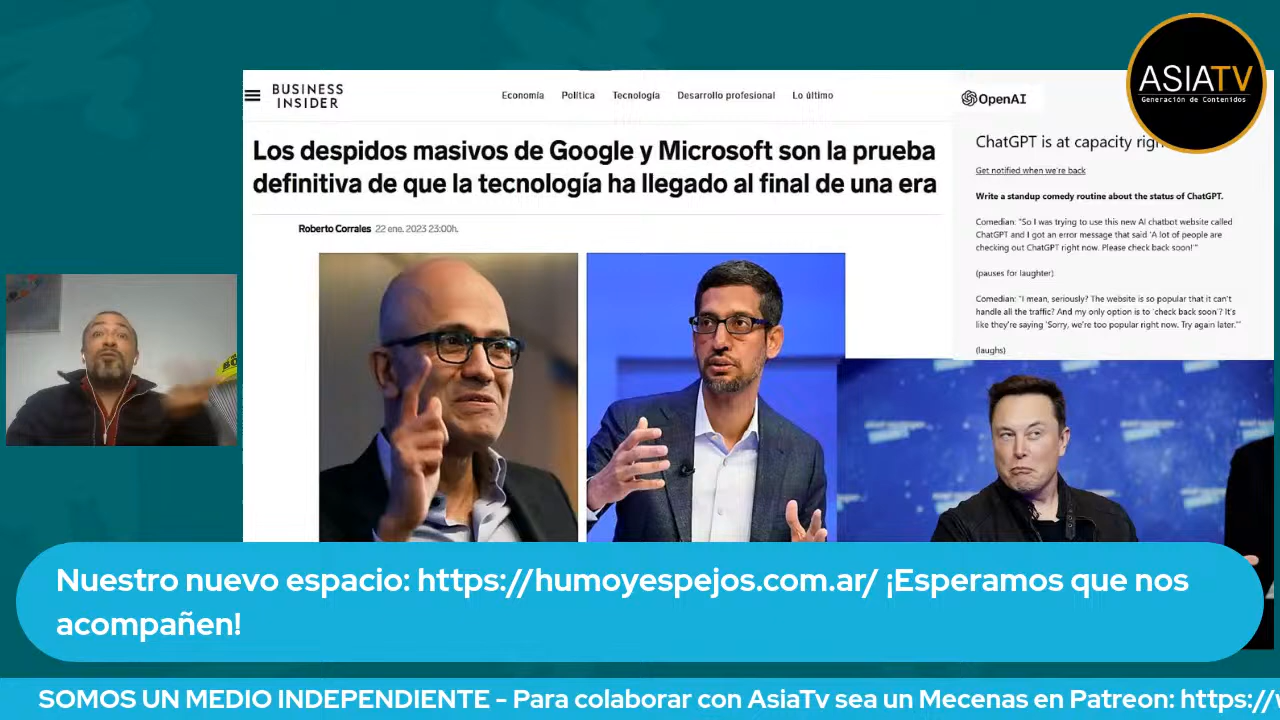 BUSINESS
INSIDER
Economía Política Tecnología Desarrollo profesional Lo último
Los despidos masivos de Google y Microsoft son la prueba
definitiva de que la tecnología ha llegado al final de una era
Roberto Corrales 22 ene. 2023 23:00h.
OpenAI
ChatGPT is at capacity
Get notified when we're back
Write a standup comedy routine about the status of ChatGPT.
Comedian: "So I was trying to use this new AI chatbot website called
ChatGPT and I got an error message that said 'A lot of people are
checking out ChatGPT right now. Please check back soon!'"
(pauses for laughter)
Comedian: "I mean, seriously? The website is so popular that it can't
handle all the traffic? And my only option is to 'check back soon'? It's
like they're saying 'Sorry, we're too popular right now. Try again later.'"
(laughs)
ASIATV
Generación de Contenidos
Nuestro nuevo espacio: https://humoyespejos.com.ar/ ¡Esperamos que nos
acompañen!
SOMOS UN MEDIO INDEPENDIENTE - Para colaborar con AsiaTv sea un Mecenas en Patreon: https://